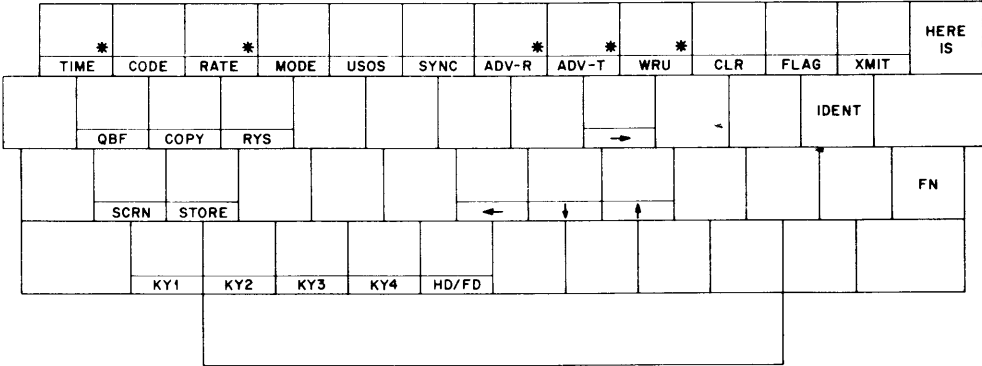 * * * * * HERE IS
TIME CODE RATE MODE USOS SYNC ADV-R ADV-T WRU CLR FLAG XMIT
IDENT
QBF COPY RYS →
FN
SCRN STORE ← ↓ ↑
KY1 KY2 KY3 KY4 HD/FD